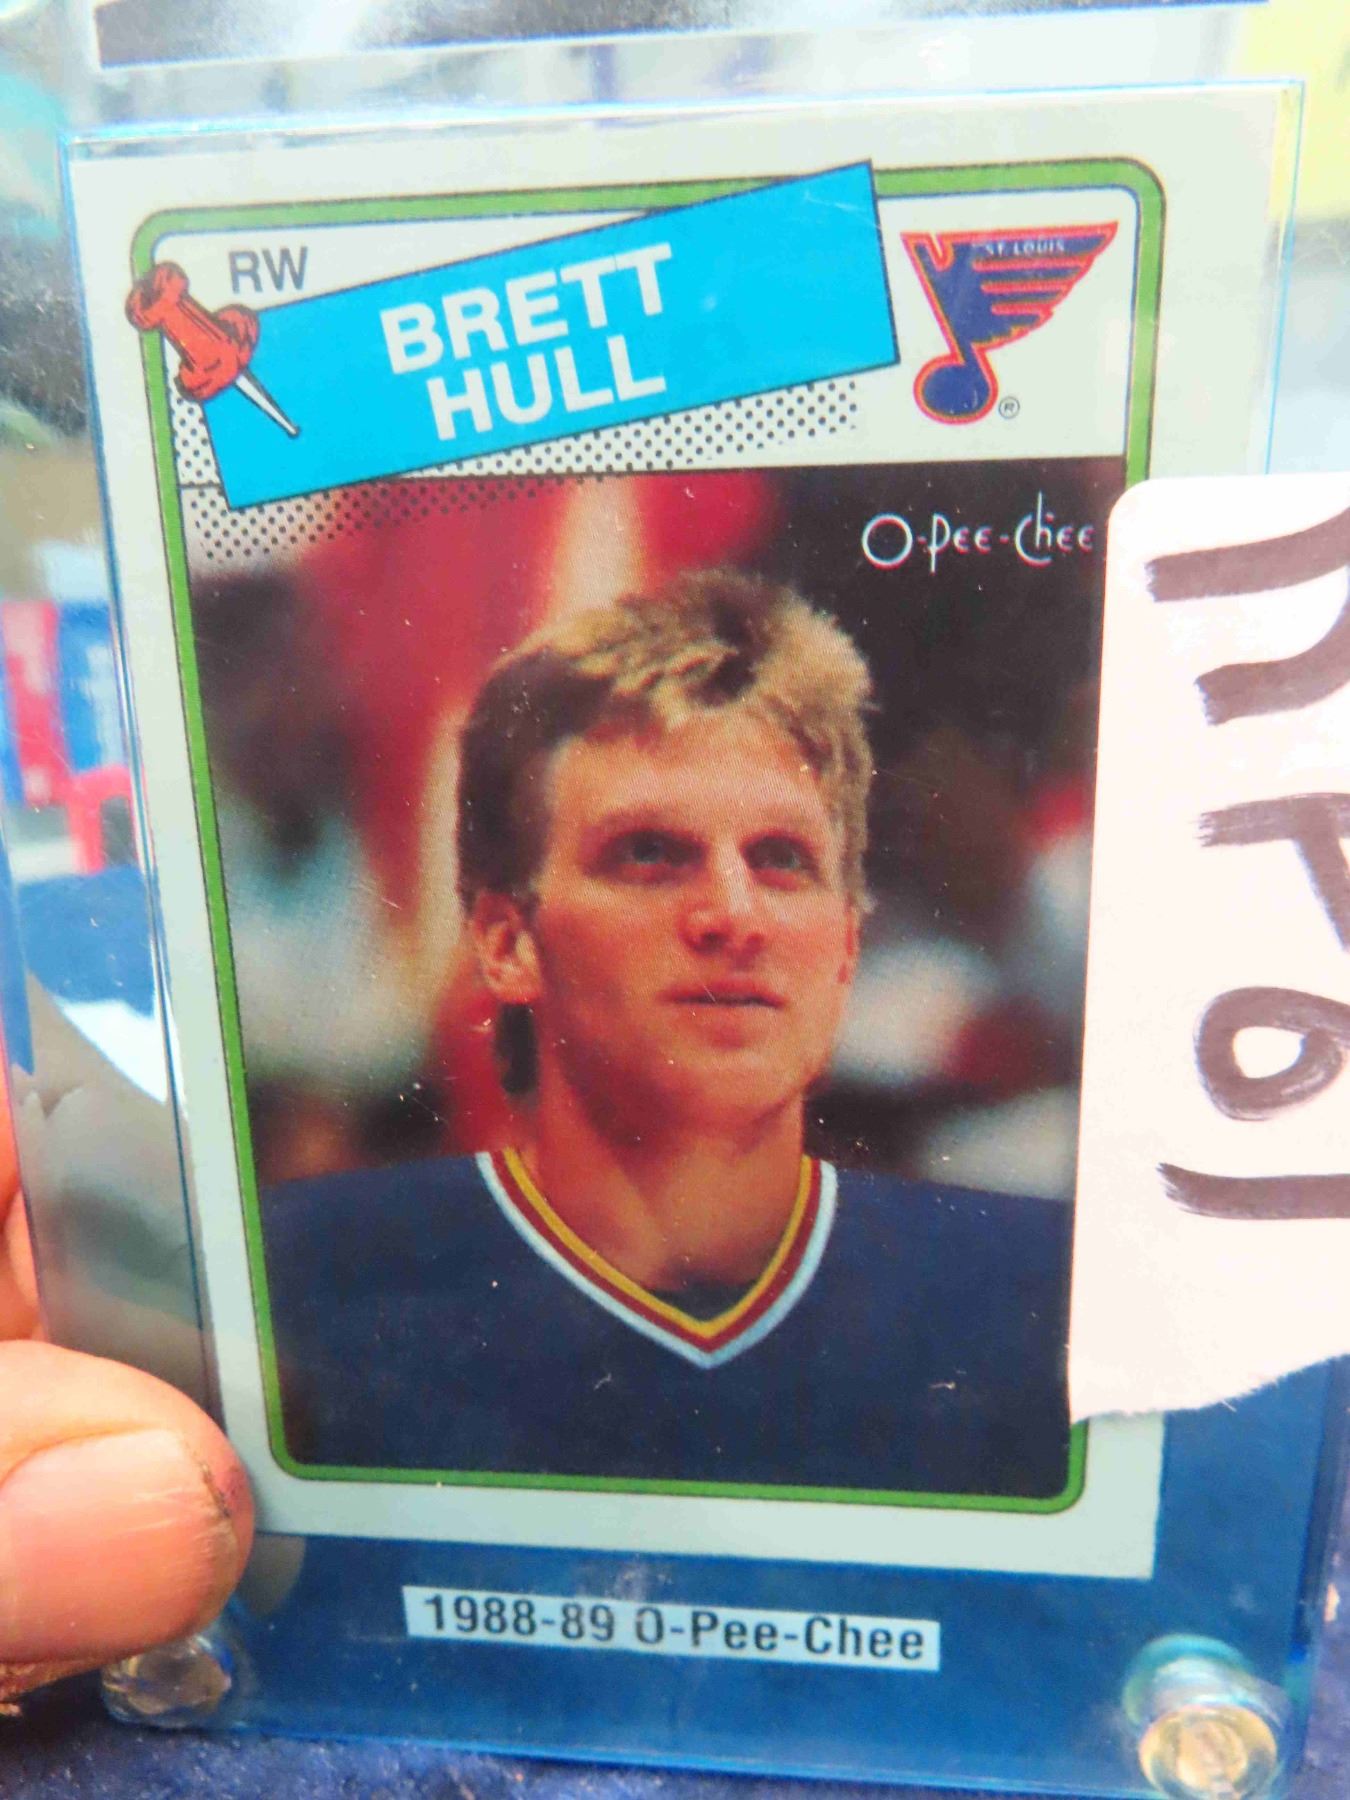 RW
BRETT
HULL
ST. LOUIS
®
O-Pee-Chee
1988-89 O-Pee-Chee